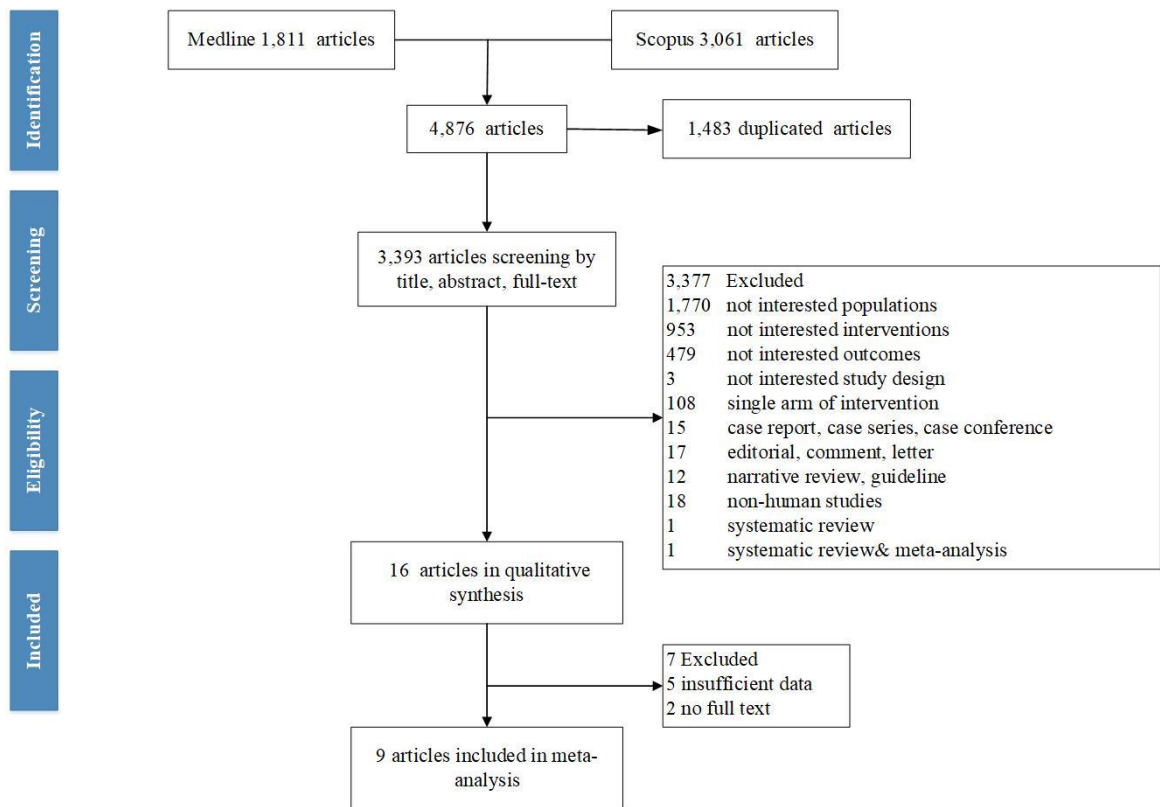 Identification
Medline 1,811 articles
Scopus 3,061 articles
4,876 articles
1,483 duplicated articles
Screening
3,393 articles screening by
title, abstract, full-text
3,377 Excluded
1,770 not interested populations
953 not interested interventions
479 not interested outcomes
3 not interested study design
108 single arm of intervention
15 case report, case series, case conference
17 editorial, comment, letter
12 narrative review, guideline
18 non-human studies
1 systematic review
1 systematic review& meta-analysis
Eligibility
16 articles in qualitative
synthesis
Included
7 Excluded
5 insufficient data
2 no full text
9 articles included in meta-
analysis